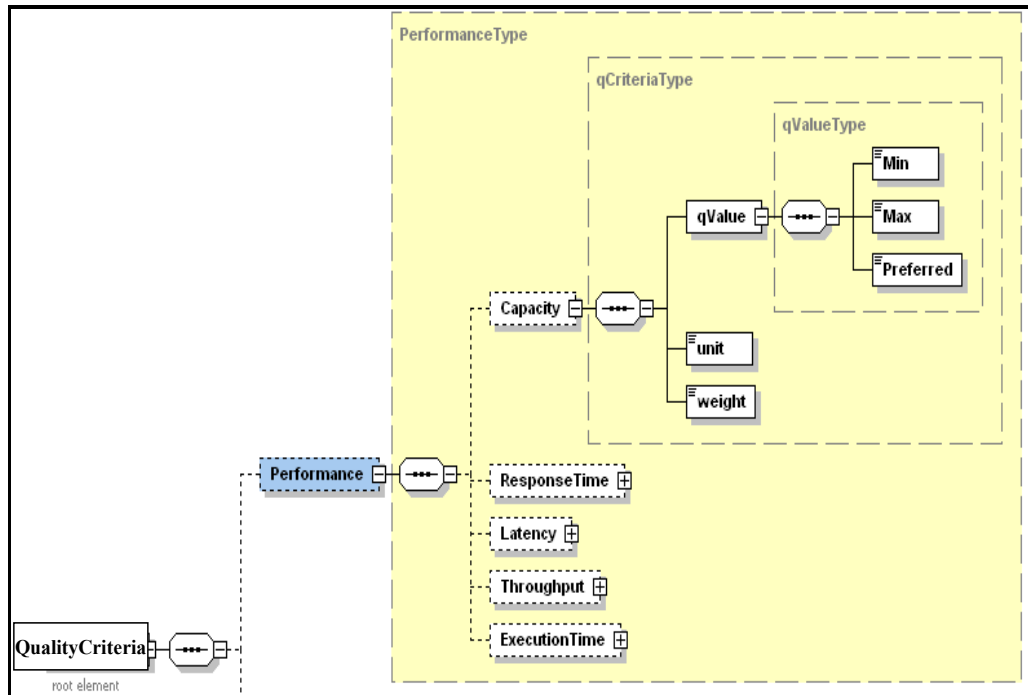 PerformanceType
qCriteriaType
qValueType
Min
qValue
Max
Preferred
Capacity
unit
weight
Performance
ResponseTime
Latency
Throughput
ExecutionTime
QualityCriteria
root element